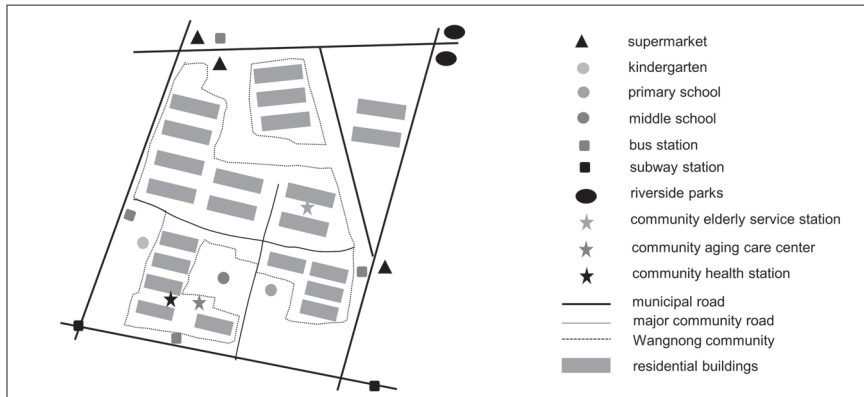 supermarket
kindergarten
primary school
middle school
bus station
subway station
riverside parks
community elderly service station
community aging care center
community health station
municipal road
major community road
Wangnong community
residential buildings